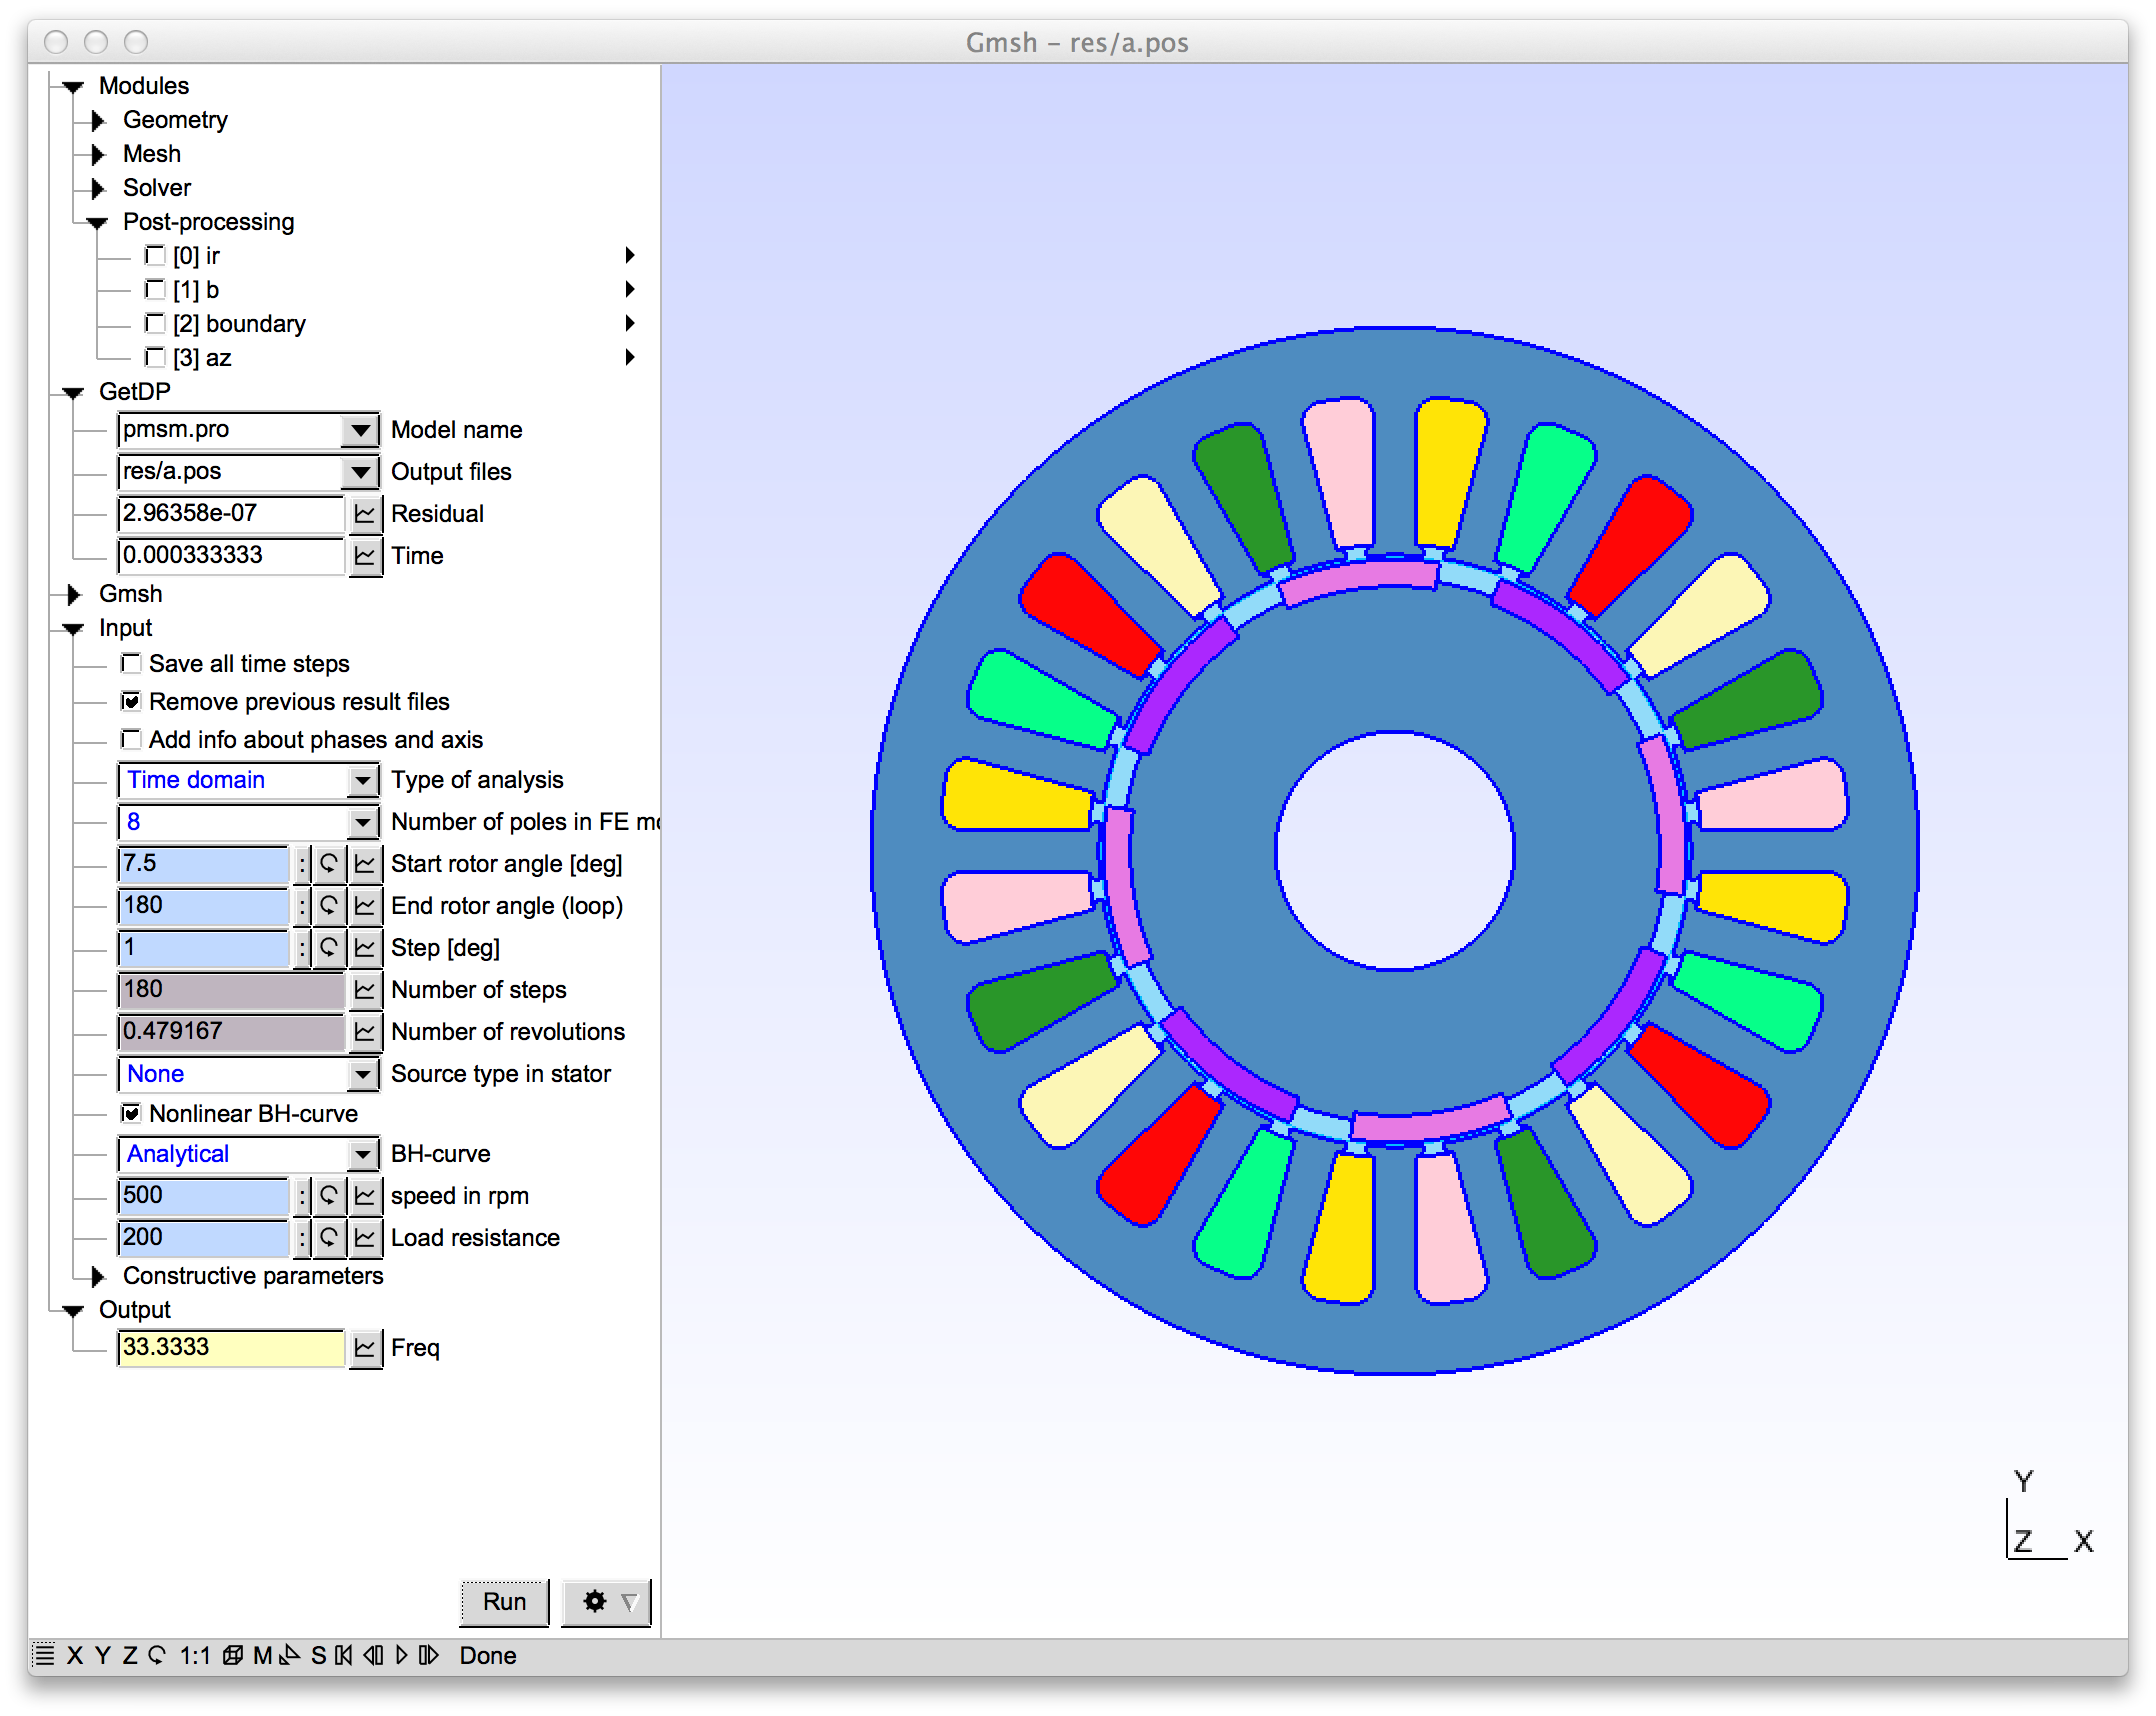 Gmsh - res/a.pos
Modules
Geometry
Mesh
Solver
Post-processing
[0] ir
[1] b
[2] boundary
[3] az
GetDP
pmsm.pro Model name
res/a.pos Output files
2.96358e-07 Residual
0.000333333 Time
Gmsh
Input
Save all time steps
Remove previous result files
Add info about phases and axis
Time domain Type of analysis
8 Number of poles in FE mo
7.5 : Start rotor angle [deg]
180 : End rotor angle (loop)
1 : Step [deg]
180 Number of steps
0.479167 Number of revolutions
None Source type in stator
Nonlinear BH-curve
Analytical BH-curve
500 : speed in rpm
200 : Load resistance
Constructive parameters
Output
33.3333 Freq
Y
Z X
Run
X Y Z 1:1 M S Done